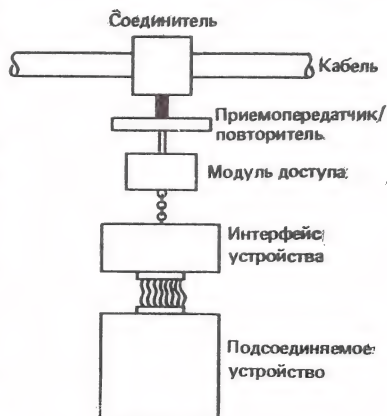 Соединитель
Кабель
Приемопередатчик/
повторитель
Модуль доступа
Интерфейс
устройства
Подсоединяемое
устройство